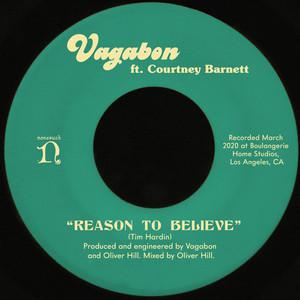 Vagabon
ft. Courtney Barnett
nonesuch
n
Recorded March
2020 at Boulangerie
Home Studios,
Los Angeles, CA
"REASON TO BELIEVE"
(Tim Hardin)
Produced and engineered by Vagabon
and Oliver Hill. Mixed by Oliver Hill.